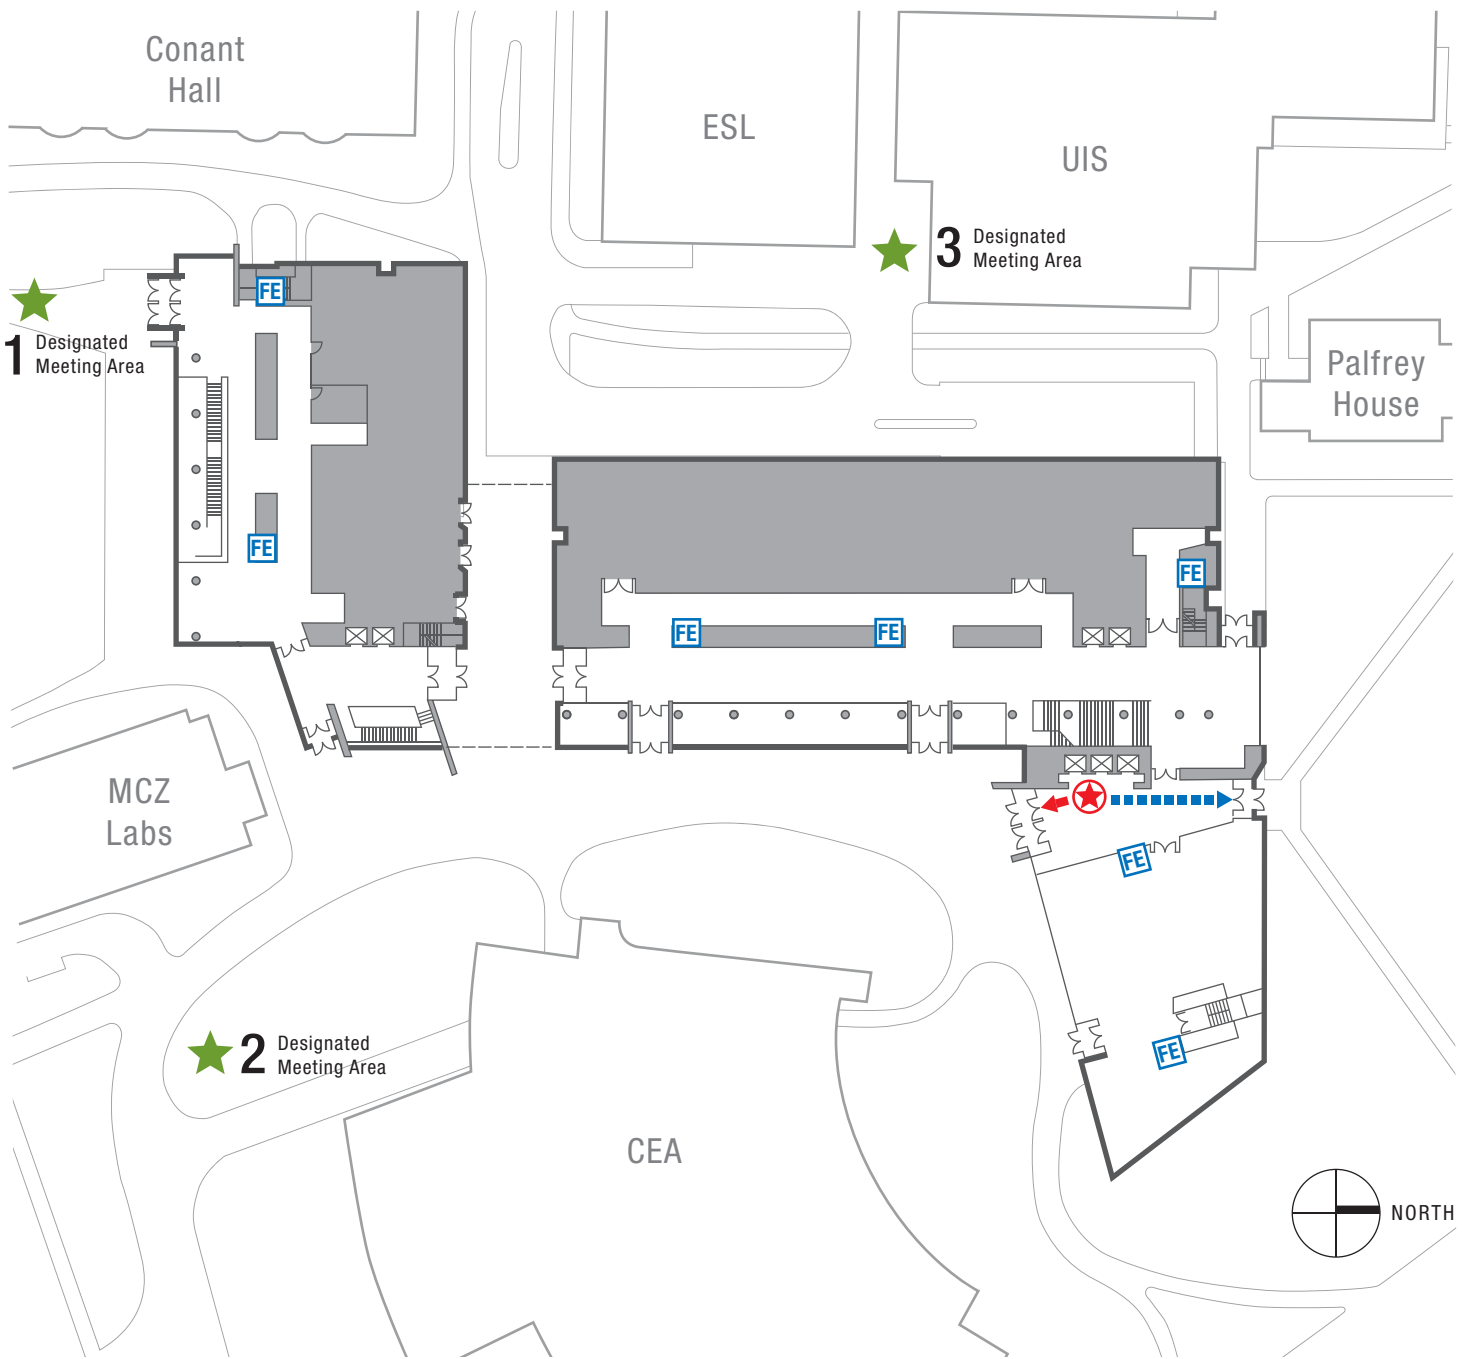 Conant
Hall
ESL
UIS
3 Designated
Meeting Area
FE
1 Designated
Meeting Area
Palfrey
House
FE
FE
FE
FE
MCZ
Labs
FE
2 Designated
Meeting Area
FE
CEA
NORTH